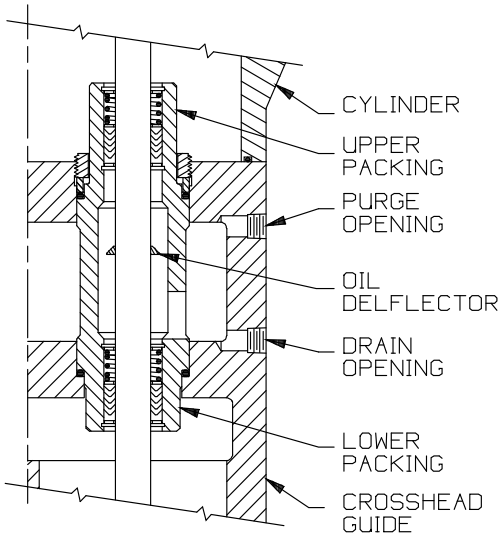 CYLINDER
UPPER
PACKING
PURGE
OPENING
OIL
DELFLECTOR
DRAIN
OPENING
LOWER
PACKING
CROSSHEAD
GUIDE